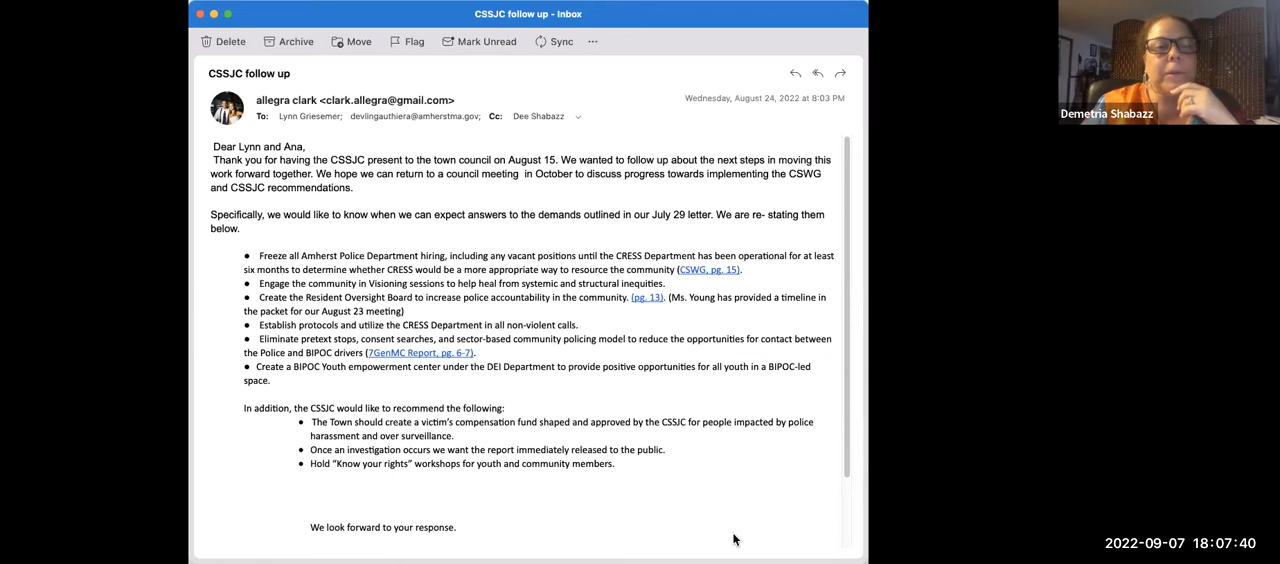 CSSJC follow up - Inbox
Delete Archive Move Flag Mark Unread Sync ...
CSSJC follow up
allegra clark <clark.allegra@gmail.com>
Wednesday, August 24, 2022 at 8:03 PM
To: Lynn Griesemer; devlingauthiera@amherstma.gov; Cc: Dee Shabazz
Dear Lynn and Ana,
Thank you for having the CSSJC present to the town council on August 15. We wanted to follow up about the next steps in moving this
work forward together. We hope we can return to a council meeting in October to discuss progress towards implementing the CSWG
and CSSJC recommendations.
Specifically, we would like to know when we can expect answers to the demands outlined in our July 29 letter. We are re- stating them
below.
● Freeze all Amherst Police Department hiring, including any vacant positions until the CRESS Department has been operational for at least
six months to determine whether CRESS would be a more appropriate way to resource the community (CSWG, pg. 15).
● Engage the community in Visioning sessions to help heal from systemic and structural inequities.
● Create the Resident Oversight Board to increase police accountability in the community. (pg. 13). (Ms. Young has provided a timeline in
the packet for our August 23 meeting)
● Establish protocols and utilize the CRESS Department in all non-violent calls.
● Eliminate pretext stops, consent searches, and sector-based community policing model to reduce the opportunities for contact between
the Police and BIPOC drivers (7GenMC Report, pg. 6-7).
● Create a BIPOC Youth empowerment center under the DEI Department to provide positive opportunities for all youth in a BIPOC-led
space.
In addition, the CSSJC would like to recommend the following:
● The Town should create a victim's compensation fund shaped and approved by the CSSJC for people impacted by police
harassment and over surveillance.
● Once an investigation occurs we want the report immediately released to the public.
● Hold “Know your rights” workshops for youth and community members.
We look forward to your response.
Demetria Shabazz
2022-09-07 18:07:40